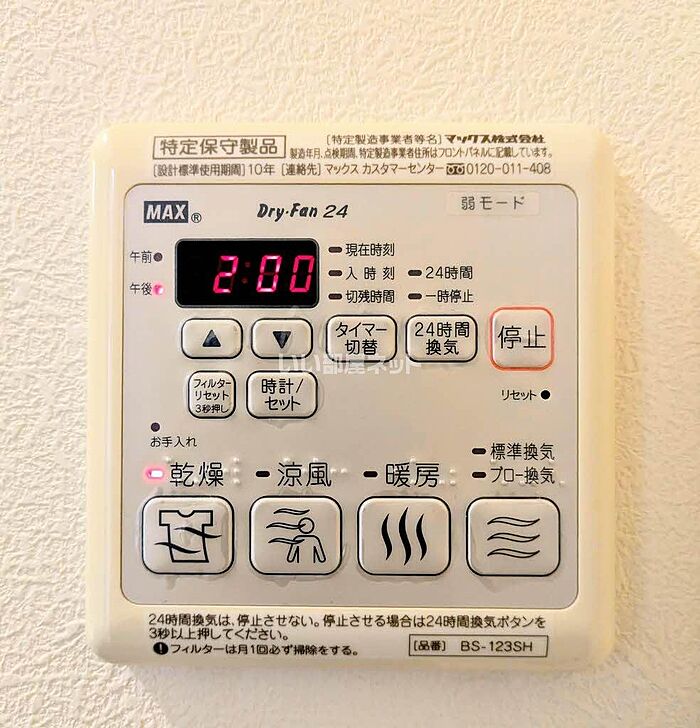 特定保守製品
[特定製造事業者等名] マックス株式会社
製造年月、点検期間、特定製造事業者住所はフロントパネルに記載しています。
[設計標準使用期間] 10年 [連絡先] マックス カスタマーセンター 0120-011-408
MAX® Dry-Fan 24
弱モード
午前
午後
2:00
現在時刻
入時刻
切残時間
24時間
一時停止
▲
▼
タイマー
切替
24時間
換気
停止
いい部屋ネット
フィルター
リセット
3秒押し
時計/
セット
リセット
お手入れ
乾燥
涼風
暖房
標準換気
プロー換気
24時間換気は、停止させない。停止させる場合は24時間換気ボタンを
3秒以上押してください。
フィルターは月1回必ず掃除をする。
[品番] BS-123SH